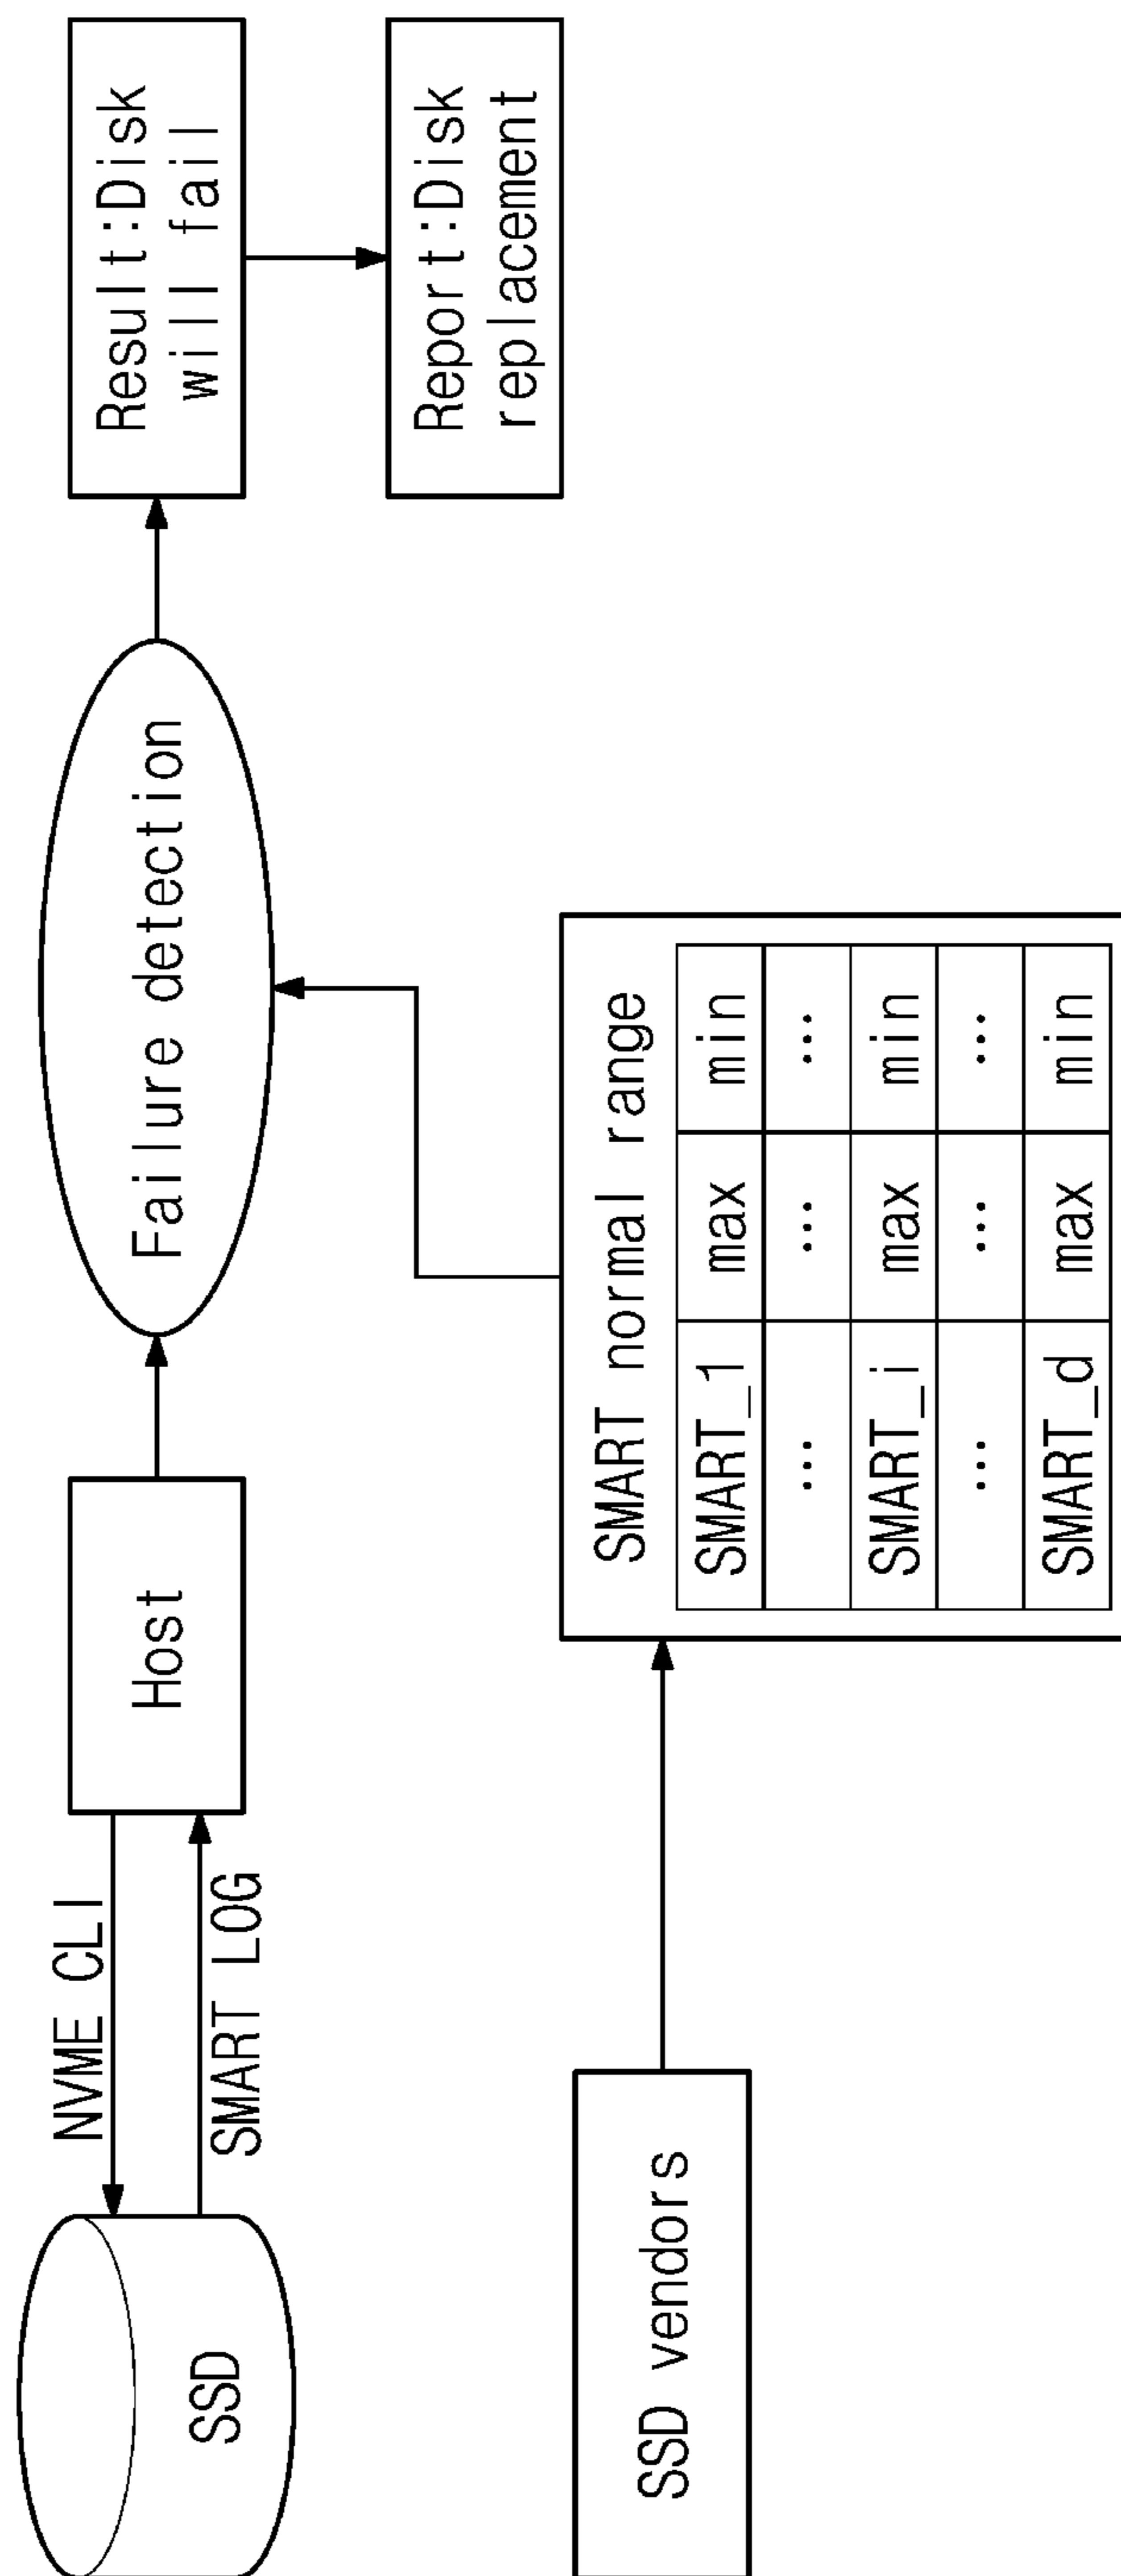 NVME CLI
SSD
SMART LOG
Host
Failure detection
Result:Disk
will fail
Report:Disk
replacement
SSD vendors
SMART normal range
SMART_1 max min
... ... ...
SMART_i max min
... ... ...
SMART_d max min